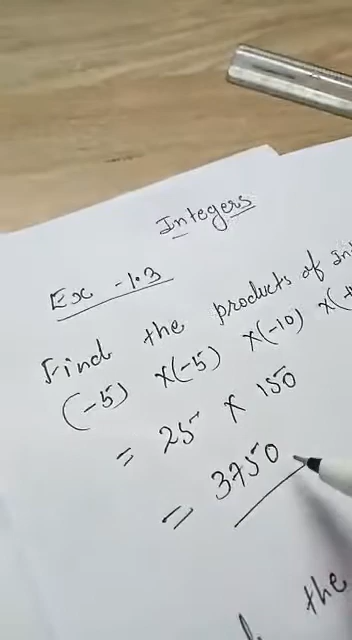 Integers
Ex - 1.3
Find the products of
(-5) x(-5) x(-10) x(-
= 25 x 150
= 3750
the